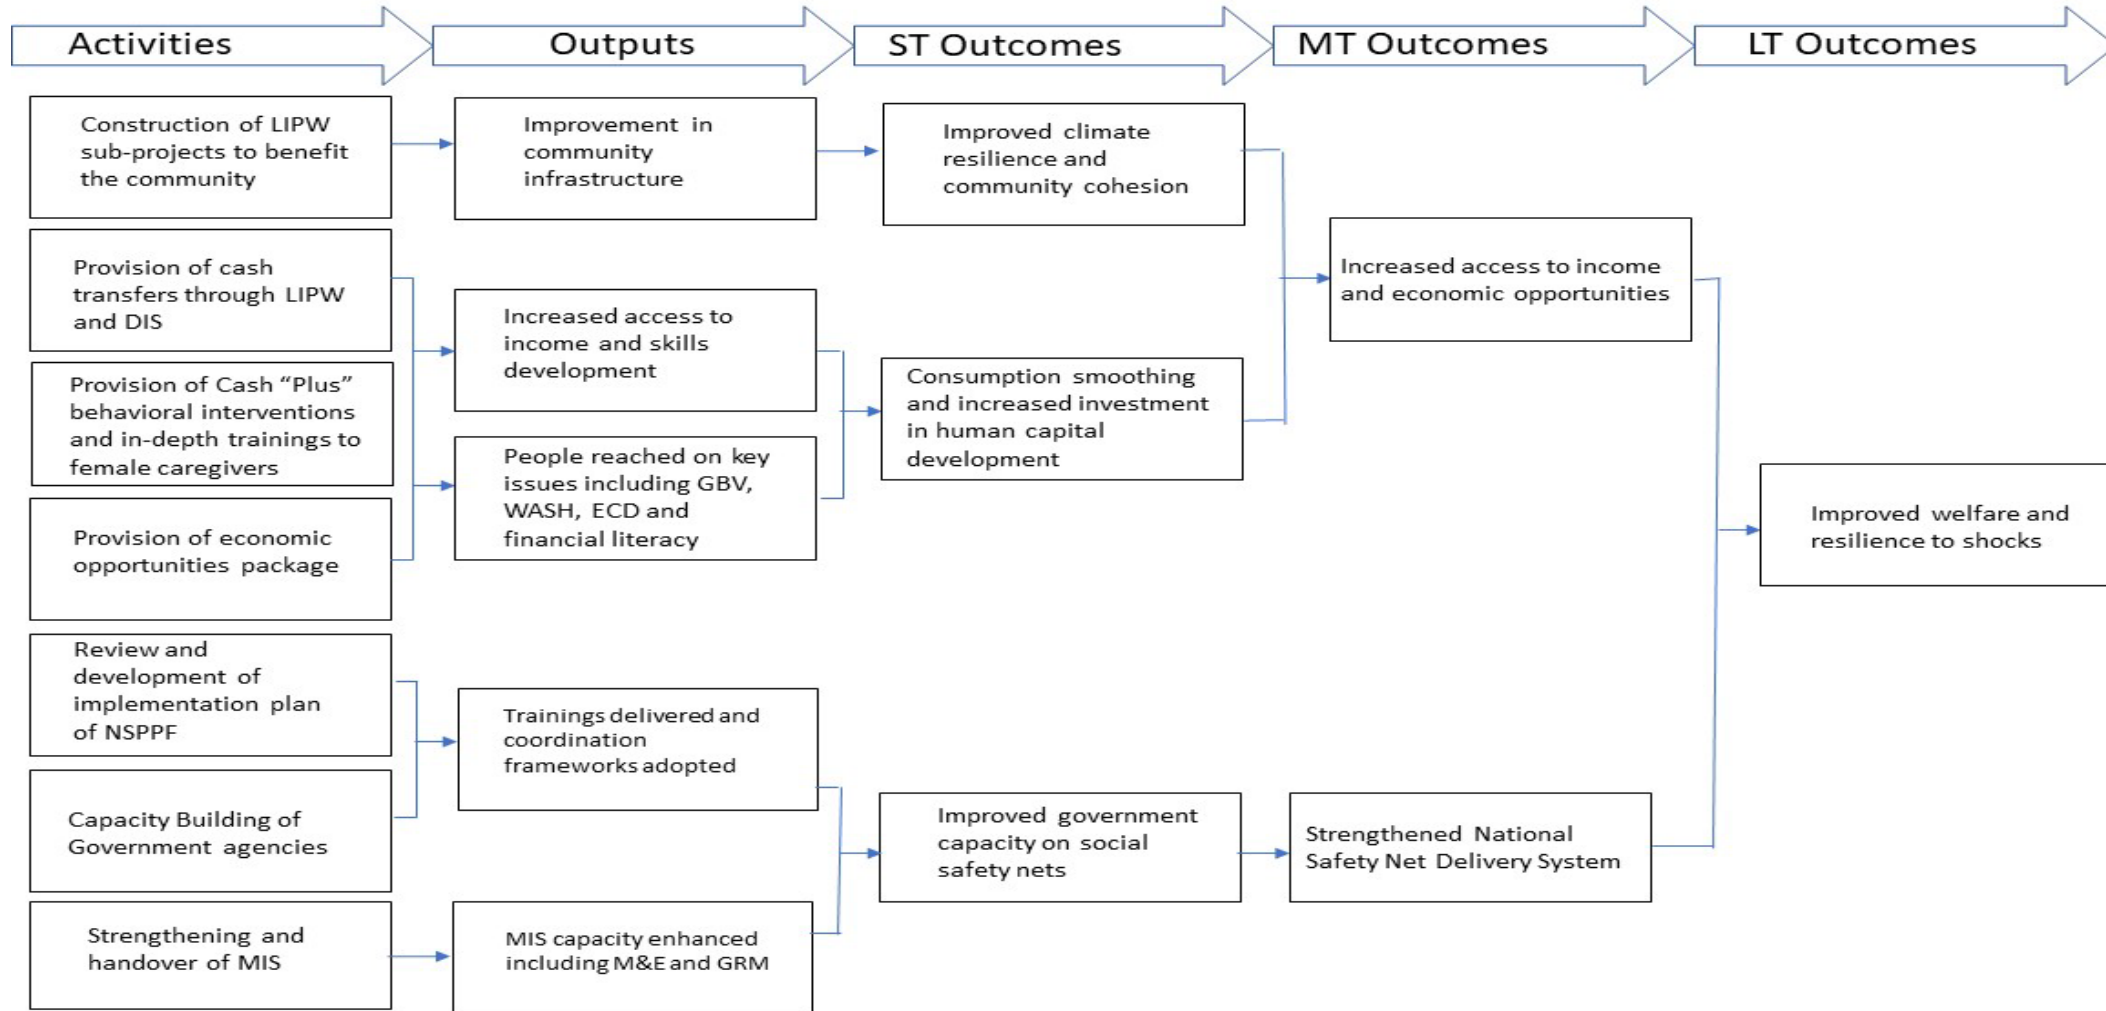 Activities
Outputs
ST Outcomes
MT Outcomes
LT Outcomes
Construction of LIPW
sub-projects to benefit
the community
Improvement in
community
infrastructure
Improved climate
resilience and
community cohesion
Provision of cash
transfers through LIPW
and DIS
Increased access to
income and skills
development
Increased access to income
and economic opportunities
Provision of Cash “Plus”
behavioral interventions
and in-depth trainings to
female caregivers
Consumption smoothing
and increased investment
in human capital
development
People reached on key
issues including GBV,
WASH, ECD and
financial literacy
Provision of economic
opportunities package
Improved welfare and
resilience to shocks
Review and
development of
implementation plan
of NSPPF
Trainings delivered and
coordination
frameworks adopted
Capacity Building of
Government agencies
Improved government
capacity on social
safety nets
Strengthened National
Safety Net Delivery System
Strengthening and
handover of MIS
MIS capacity enhanced
including M&E and GRM